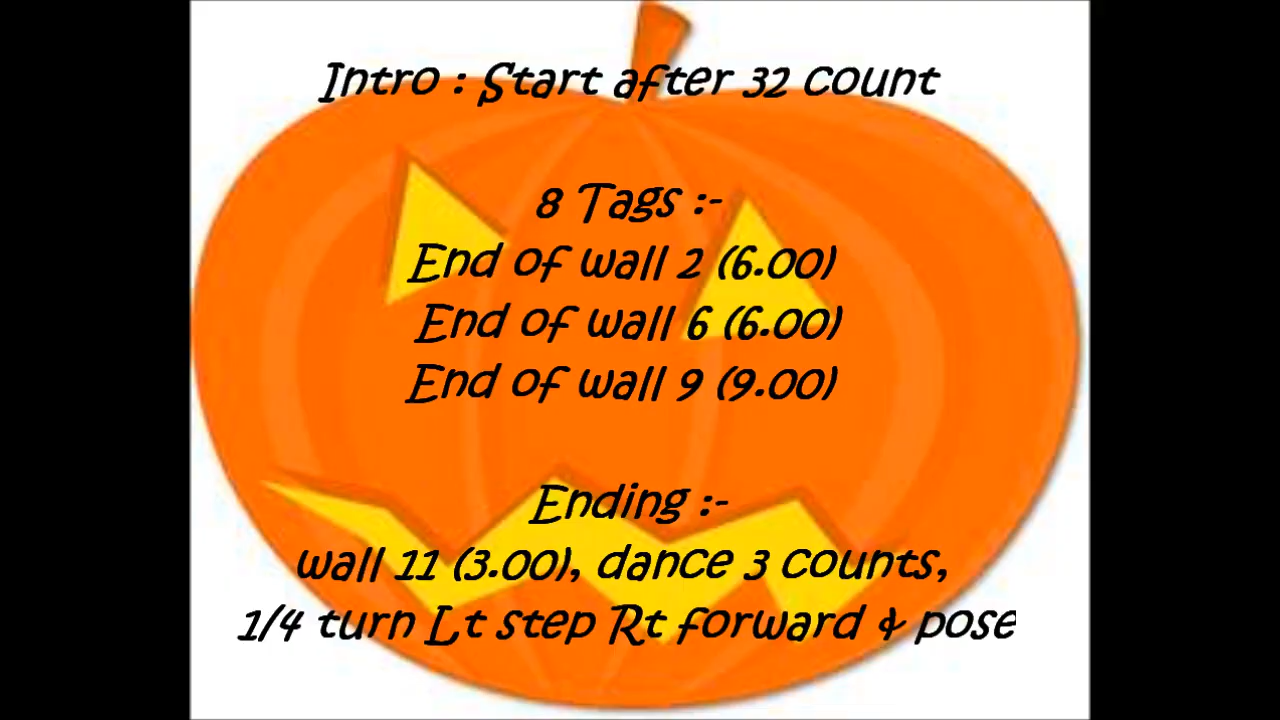 Intro : Start after 32 count
8 Tags :-
End of wall 2 (6.00)
End of wall 6 (6.00)
End of wall 9 (9.00)
Ending :-
wall 11 (3.00), dance 3 counts,
1/4 turn Lt step Rt forward & pose